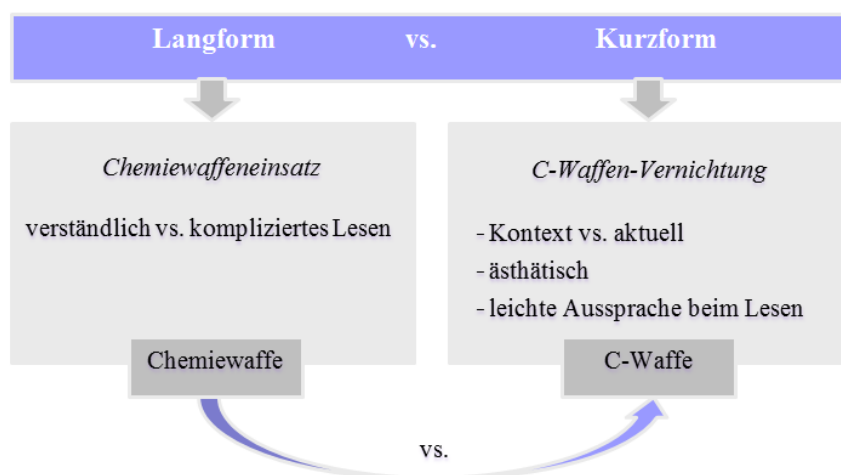 Langform vs. Kurzform
Chemiewaffeneinsatz
verständlich vs. kompliziertes Lesen
Chemiewaffe
C-Waffen-Vernichtung
- Kontext vs. aktuell
- ästhätisch
- leichte Aussprache beim Lesen
C-Waffe
vs.